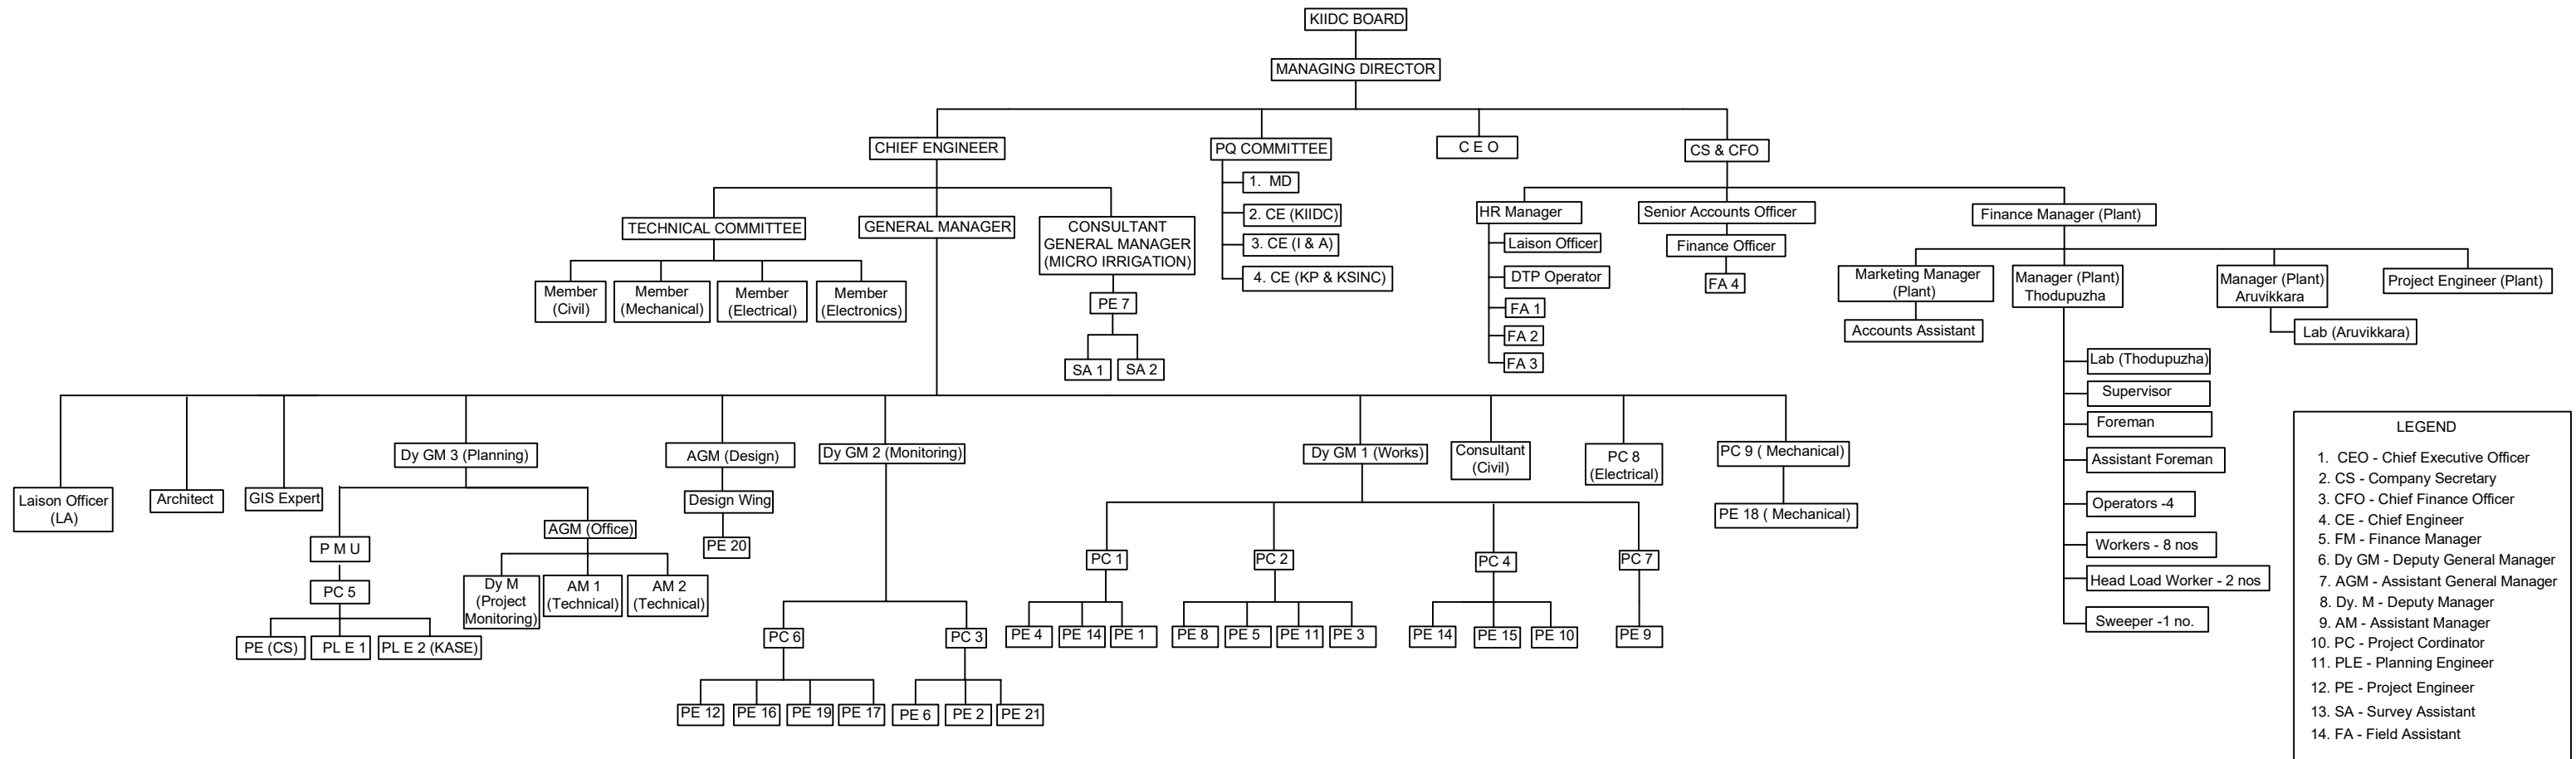 KIIDC BOARD
MANAGING DIRECTOR
CHIEF ENGINEER
PQ COMMITTEE
C E O
CS & CFO
1. MD
2. CE (KIIDC)
3. CE (I & A)
4. CE (KP & KSINC)
TECHNICAL COMMITTEE
GENERAL MANAGER
CONSULTANT
GENERAL MANAGER
(MICRO IRRIGATION)
Member
(Civil)
Member
(Mechanical)
Member
(Electrical)
Member
(Electronics)
PE 7
SA 1
SA 2
HR Manager
Laison Officer
DTP Operator
FA 1
FA 2
FA 3
Senior Accounts Officer
Finance Officer
FA 4
Finance Manager (Plant)
Marketing Manager
(Plant)
Accounts Assistant
Manager (Plant)
Thodupuzha
Manager (Plant)
Aruvikkara
Project Engineer (Plant)
Lab (Aruvikkara)
Lab (Thodupuzha)
Supervisor
Foreman
Assistant Foreman
Operators -4
Workers - 8 nos
Head Load Worker - 2 nos
Sweeper -1 no.
Laison Officer
(LA)
Architect
GIS Expert
Dy GM 3 (Planning)
AGM (Design)
Dy GM 2 (Monitoring)
Dy GM 1 (Works)
Consultant
(Civil)
PC 8
(Electrical)
PC 9 ( Mechanical)
PE 18 ( Mechanical)
P M U
PC 5
PE (CS)
PL E 1
PL E 2 (KASE)
AGM (Office)
Dy M
(Project
Monitoring)
AM 1
(Technical)
AM 2
(Technical)
Design Wing
PE 20
PC 6
PC 3
PE 12
PE 16
PE 19
PE 17
PE 6
PE 2
PE 21
PC 1
PC 2
PC 4
PC 7
PE 4
PE 14
PE 1
PE 8
PE 5
PE 11
PE 3
PE 14
PE 15
PE 10
PE 9
LEGEND
1. CEO - Chief Executive Officer
2. CS - Company Secretary
3. CFO - Chief Finance Officer
4. CE - Chief Engineer
5. FM - Finance Manager
6. Dy GM - Deputy General Manager
7. AGM - Assistant General Manager
8. Dy. M - Deputy Manager
9. AM - Assistant Manager
10. PC - Project Cordinator
11. PLE - Planning Engineer
12. PE - Project Engineer
13. SA - Survey Assistant
14. FA - Field Assistant